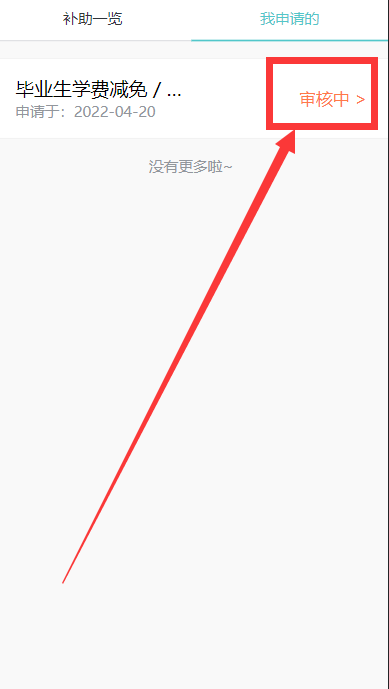 补助一览 我申请的
毕业生学费减免 / ...
审核中 >
申请于：2022-04-20
没有更多啦~